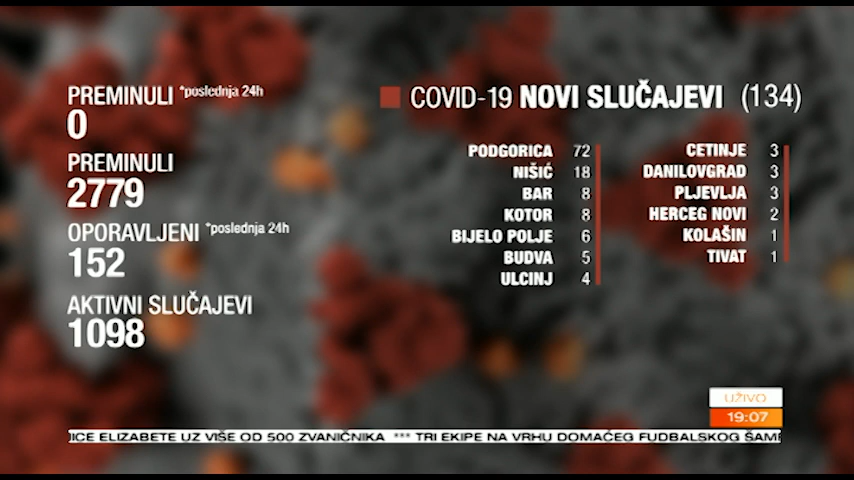 PREMINULI *poslednja 24h
0
PREMINULI
2779
OPORAVLJENI *poslednja 24h
152
AKTIVNI SLUČAJEVI
1098
COVID-19 NOVI SLUČAJEVI (134)
PODGORICA 72
NIŠIĆ 18
BAR 8
KOTOR 8
BIJELO POLJE 6
BUDVA 5
ULCINJ 4
CETINJE 3
DANILOVGRAD 3
PLJEVLJA 3
HERCEG NOVI 2
KOLAŠIN 1
TIVAT 1
UŽIVO
19:07
ICE ELIZABETE UZ VIŠE OD 500 ZVANIČNIKA *** TRI EKIPE NA VRHU DOMAĆEG FUDBALSKOG ŠAM